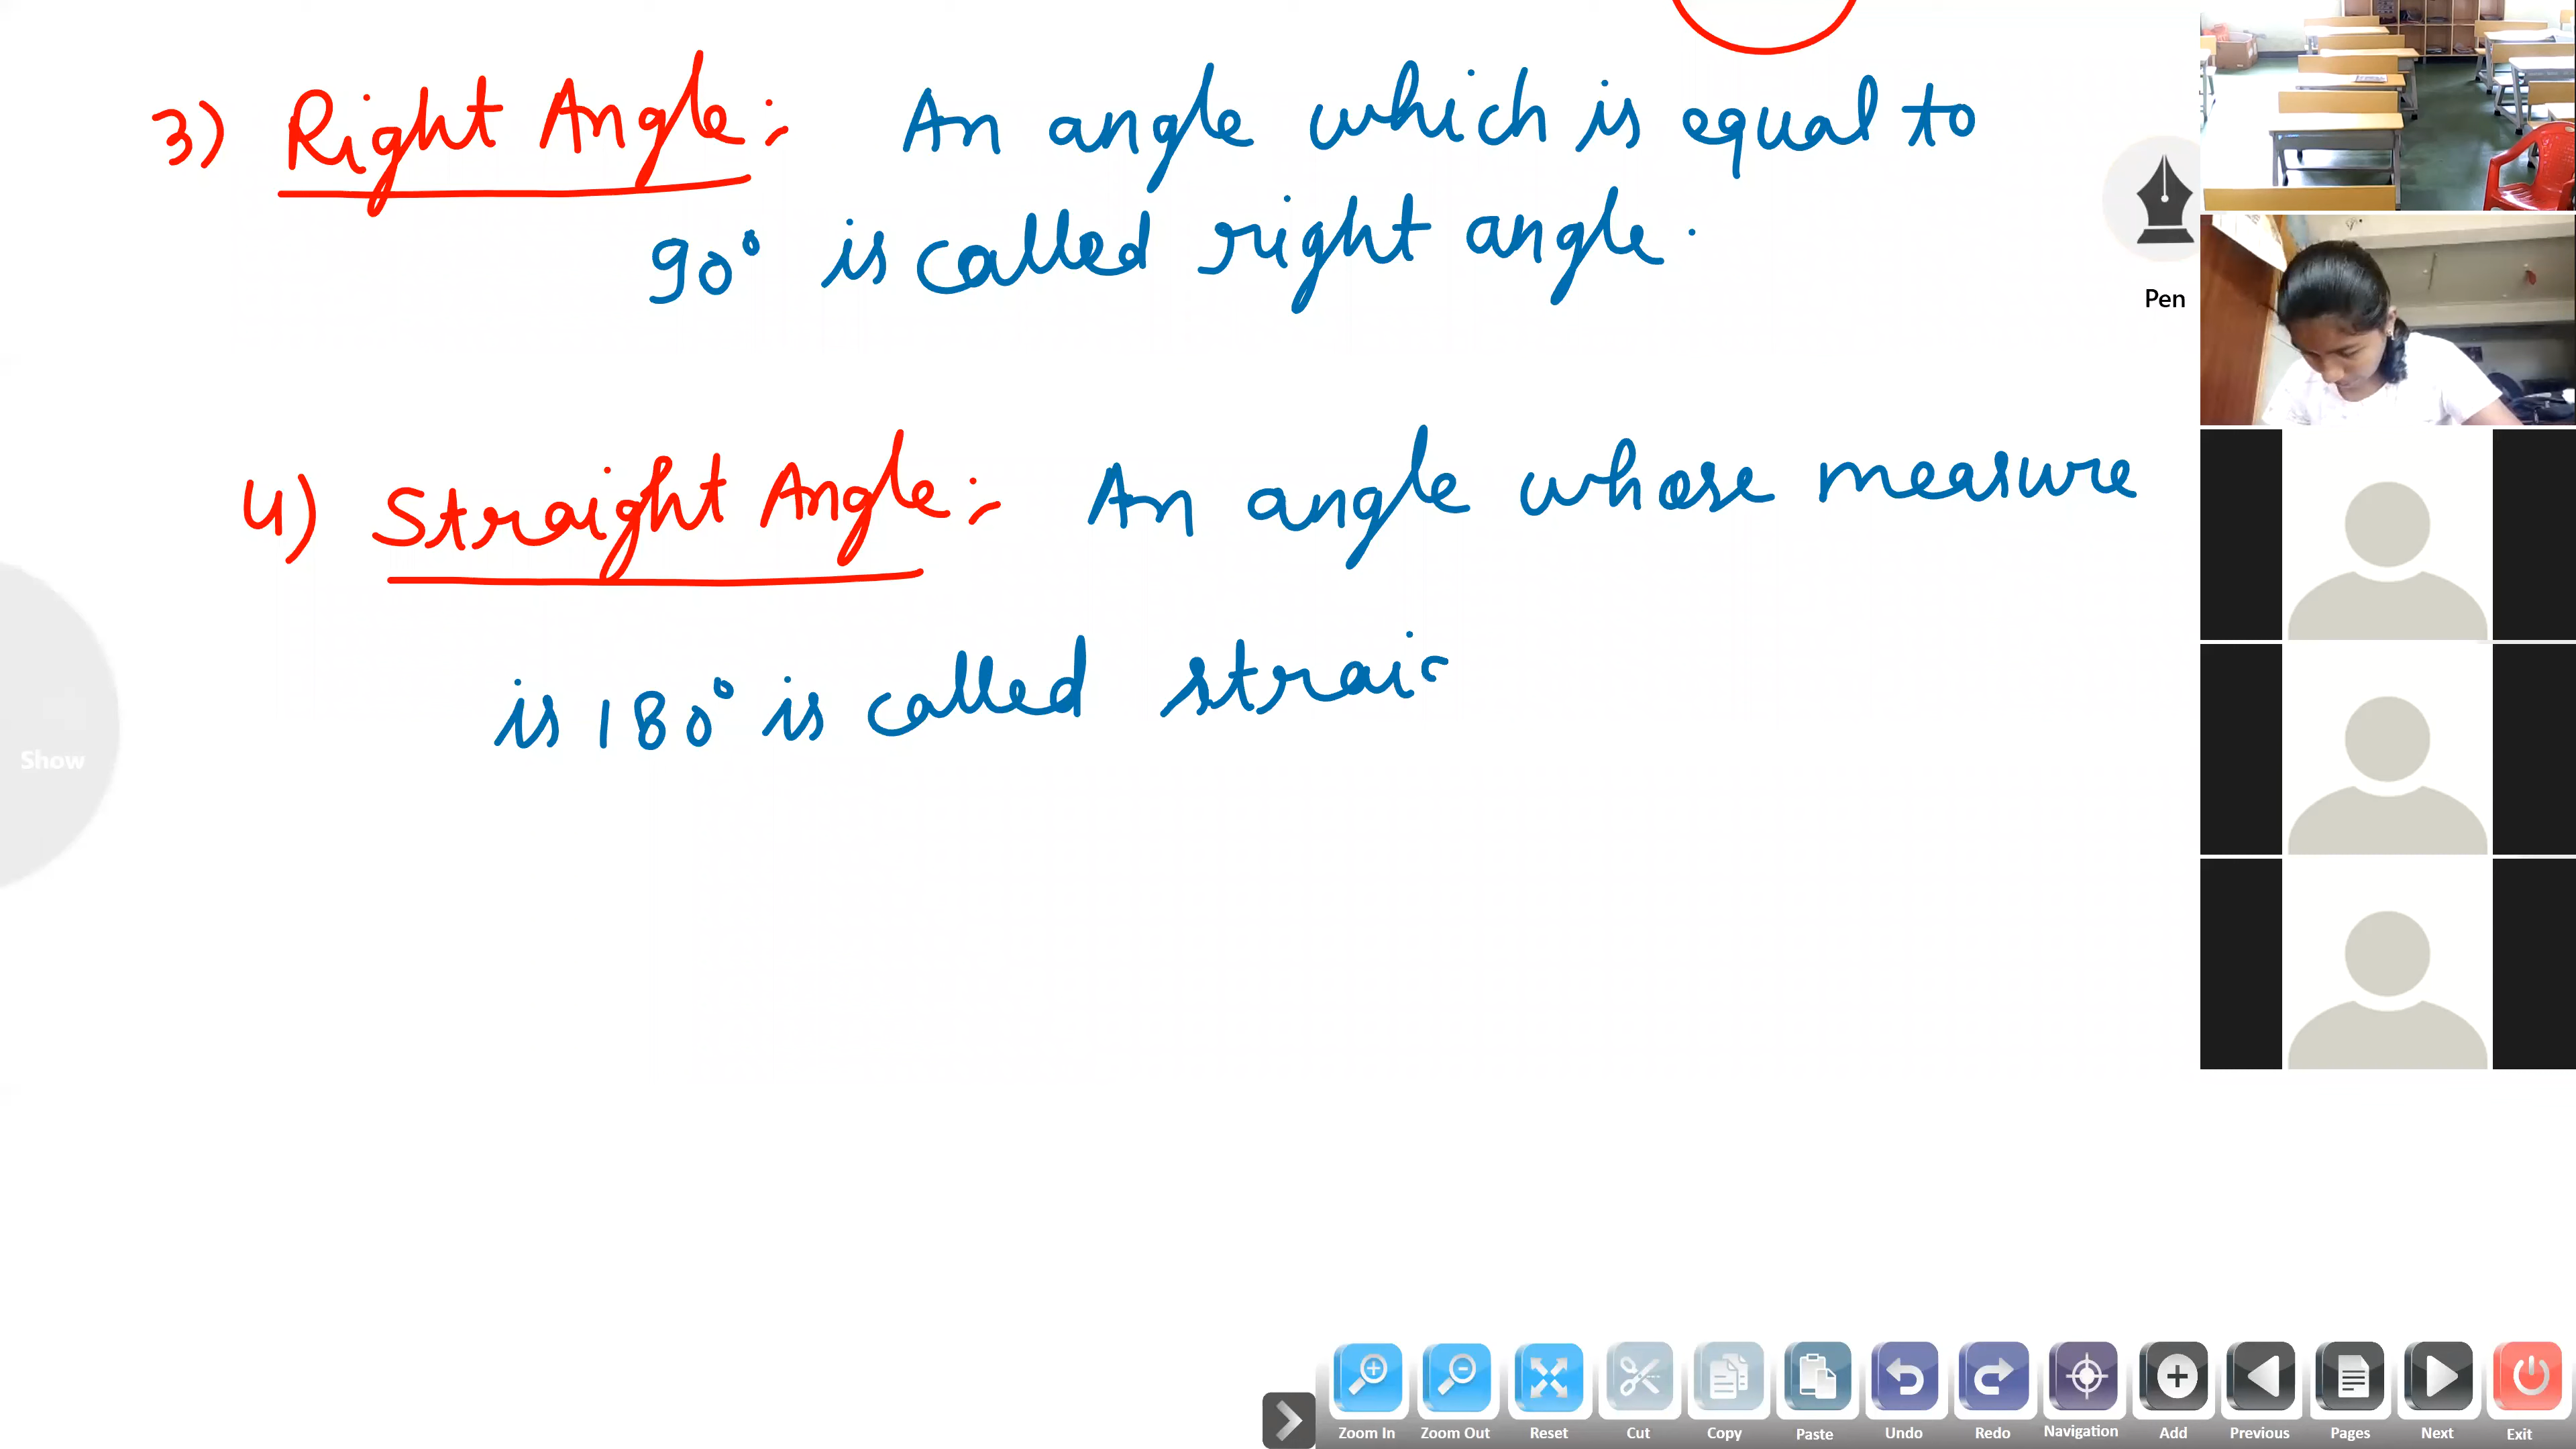 3) Right Angle :- An angle which is equal to
90° is called right angle.
Pen
4) Straight Angle :- An angle whose measure
is 180° is called straig
Show
Zoom In Zoom Out Reset Cut Copy Paste Undo Redo Navigation Add Previous Pages Next Exit